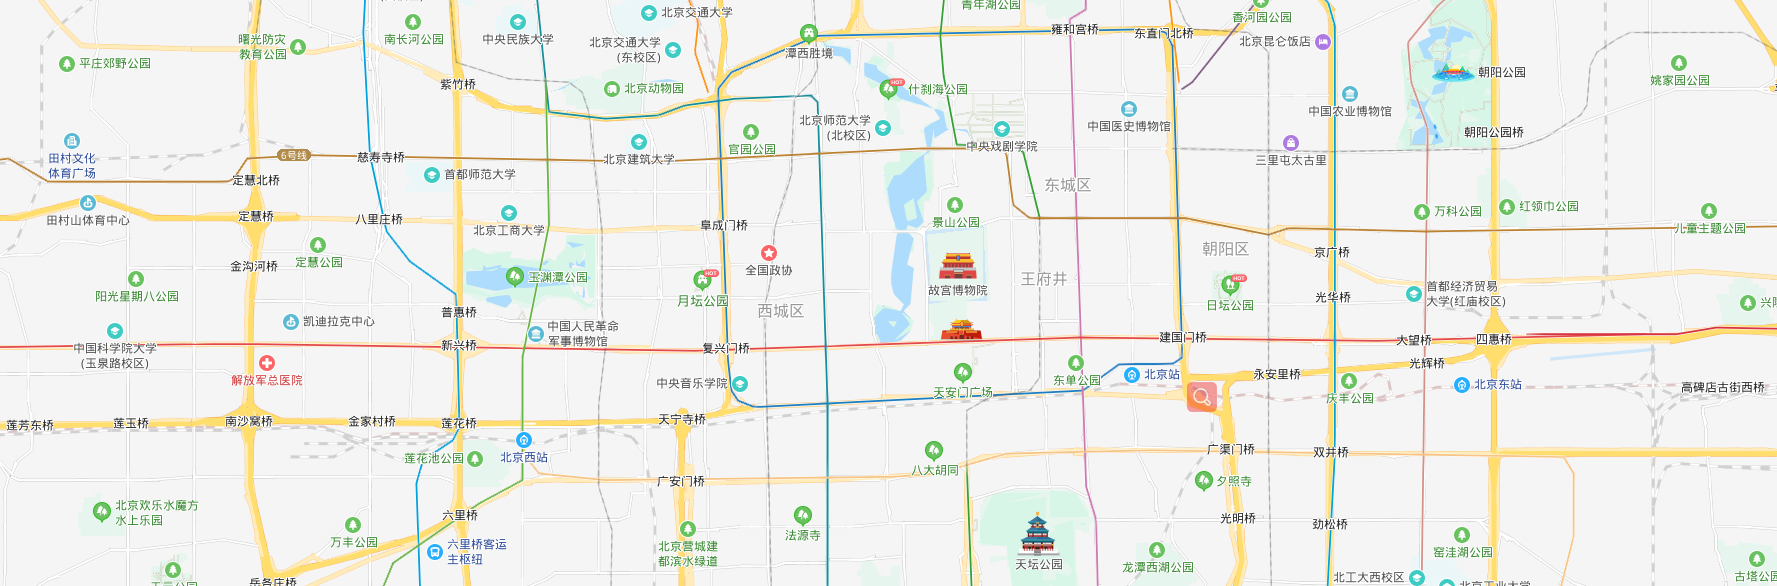 北京交通大学
青年湖公园
香河园公园
曙光防灾
教育公园
南长河公园
中央民族大学
北京交通大学
(东校区)
潭西胜境
雍和宫桥
东直门北桥
北京昆仑饭店
平庄郊野公园
紫竹桥
北京动物园
什刹海公园
HOT
朝阳公园
姚家园公园
中国农业博物馆
北京师范大学
(北校区)
中国医史博物馆
朝阳公园桥
田村文化
体育广场
6号线
慈寿寺桥
北京建筑大学
官园公园
中央戏剧学院
三里屯太古里
定慧北桥
首都师范大学
东城区
田村山体育中心
定慧桥
八里庄桥
北京工商大学
阜成门桥
景山公园
万科公园
红领巾公园
儿童主题公园
定慧公园
金沟河桥
全国政协
朝阳区
京广桥
玉渊潭公园
HOT
月坛公园
故宫博物院
王府井
HOT
日坛公园
光华桥
首都经济贸易
大学(红庙校区)
阳光星期八公园
凯迪拉克中心
普惠桥
西城区
中国人民革命
军事博物馆
中国科学院大学
(玉泉路校区)
新兴桥
复兴门桥
建国门桥
大望桥
四惠桥
光辉桥
解放军总医院
中央音乐学院
天安门广场
东单公园
北京站
永安里桥
庆丰公园
北京东站
高碑店古街西桥
莲芳东桥
莲玉桥
南沙窝桥
金家村桥
莲花桥
天宁寺桥
莲花池公园
北京西站
八大胡同
广渠门桥
双井桥
广安门桥
夕照寺
北京欢乐水魔方
水上乐园
万丰公园
六里桥
六里桥客运
主枢纽
法源寺
北京营城建
都滨水绿道
天坛公园
龙潭西湖公园
光明桥
劲松桥
窑洼湖公园
北工大西校区
岳各庄桥